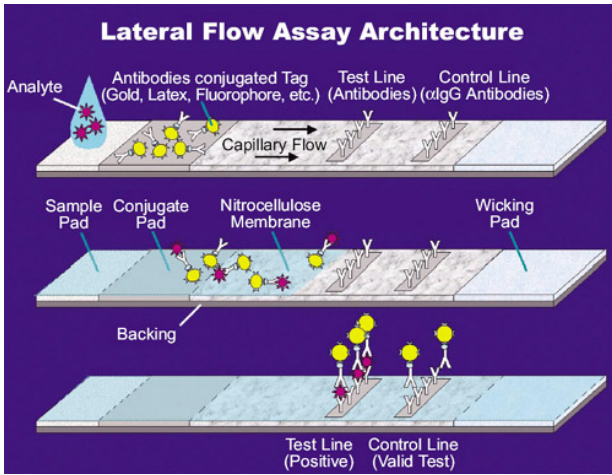 Lateral Flow Assay Architecture
Analyte
Antibodies conjugated Tag
(Gold, Latex, Fluorophore, etc.)
Test Line
(Antibodies)
Control Line
(αIgG Antibodies)
Capillary Flow
Sample
Pad
Conjugate
Pad
Nitrocellulose
Membrane
Wicking
Pad
Backing
Test Line
(Positive)
Control Line
(Valid Test)